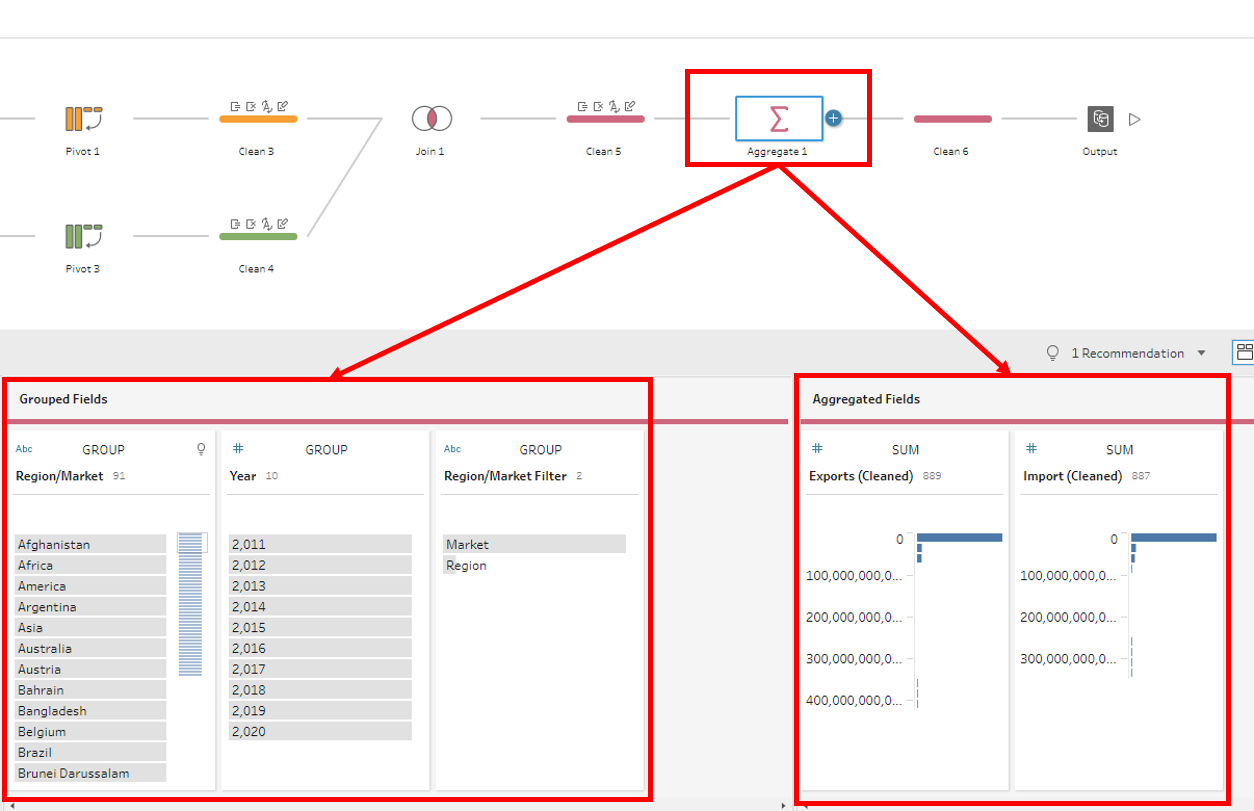 Pivot 1
Clean 3
Join 1
Clean 5
Σ
Aggregate 1
Clean 6
Output
Pivot 3
Clean 4
1 Recommendation
Grouped Fields
Abc GROUP
Region/Market 91
Afghanistan
Africa
America
Argentina
Asia
Australia
Austria
Bahrain
Bangladesh
Belgium
Brazil
Brunei Darussalam
# GROUP
Year 10
2,011
2,012
2,013
2,014
2,015
2,016
2,017
2,018
2,019
2,020
Abc GROUP
Region/Market Filter 2
Market
Region
Aggregated Fields
# SUM
Exports (Cleaned) 889
0
100,000,000,0...
200,000,000,0...
300,000,000,0...
400,000,000,0...
# SUM
Import (Cleaned) 887
0
100,000,000,0...
200,000,000,0...
300,000,000,0...